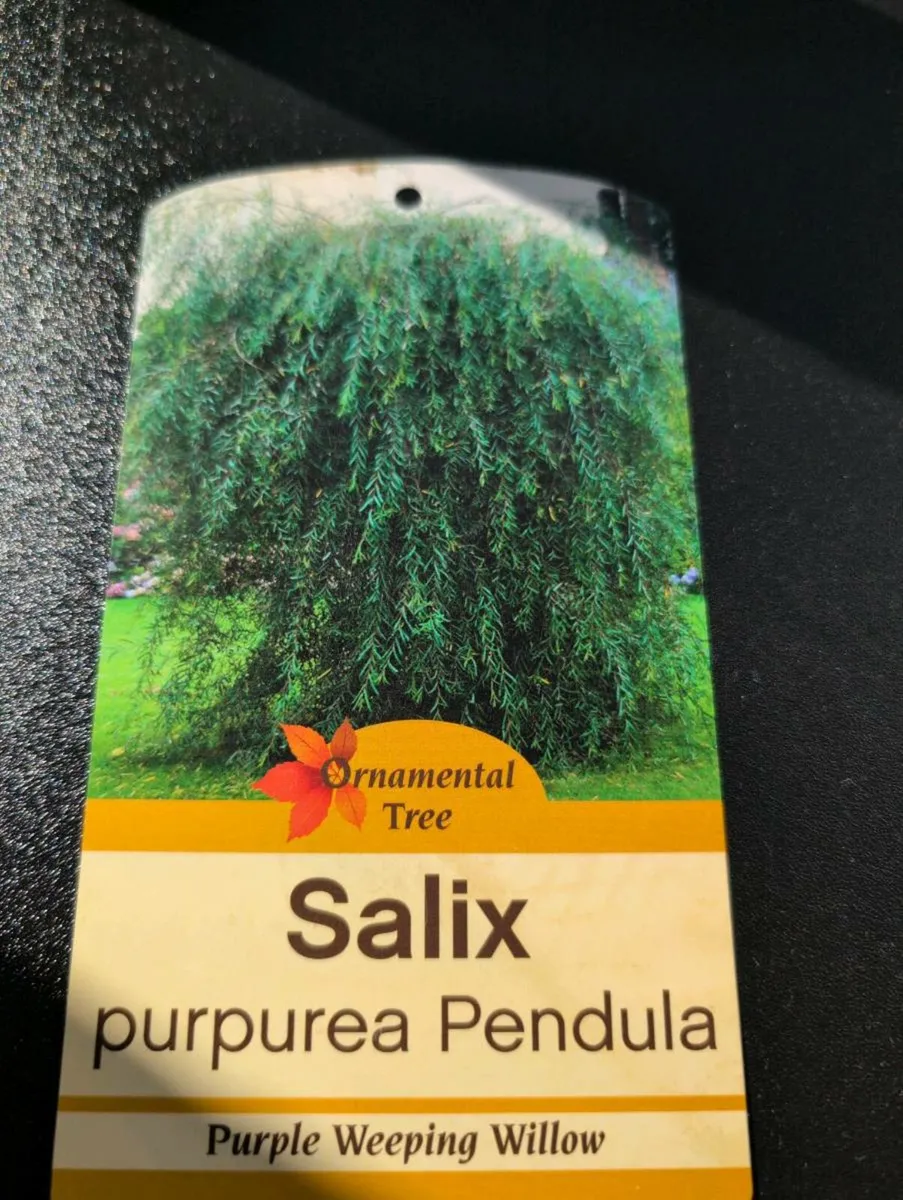 Ornamental
Tree
Salix
purpurea Pendula
Purple Weeping Willow